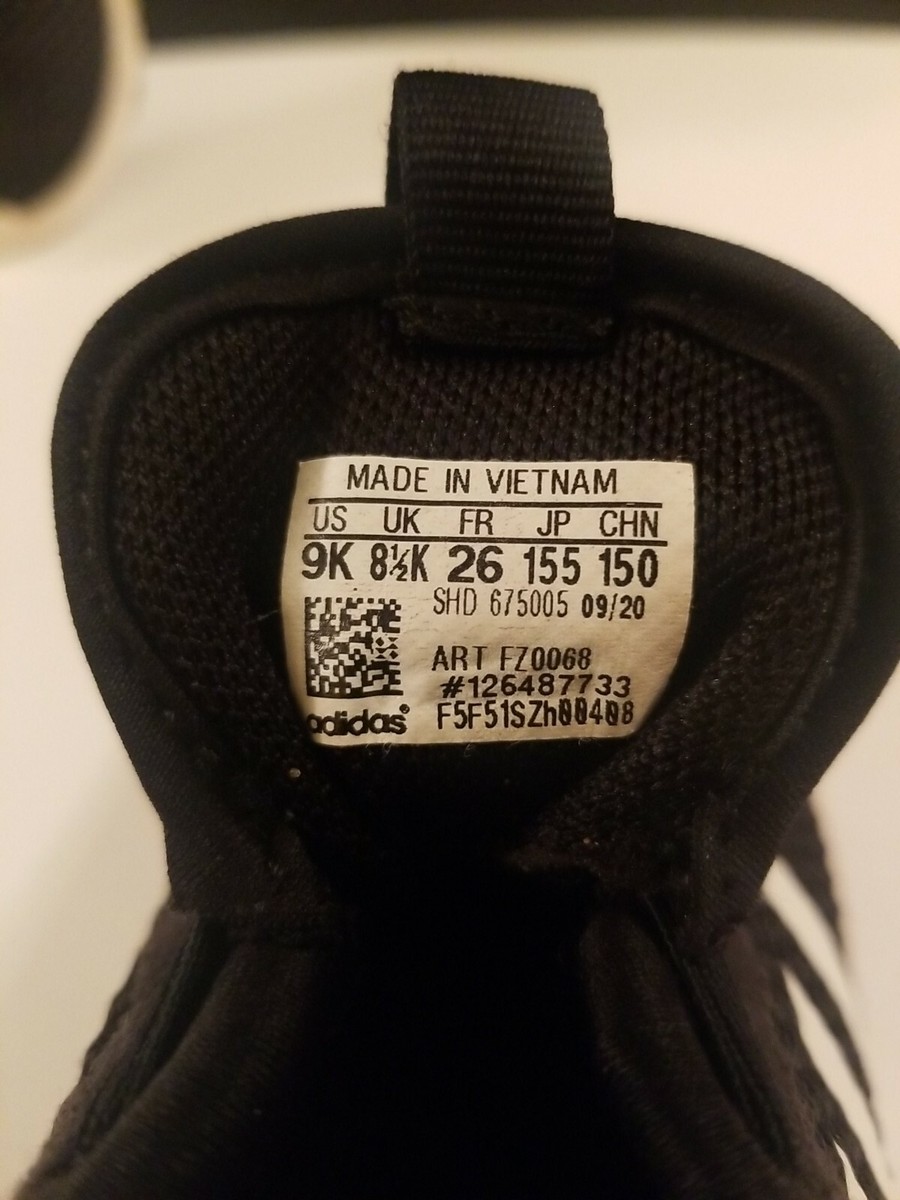 MADE IN VIETNAM
US UK FR JP CHN
9K 8½K 26 155 150
SHD 675005 09/20
ART FZ0068
#126487733
adidas® F5F51SZh00408